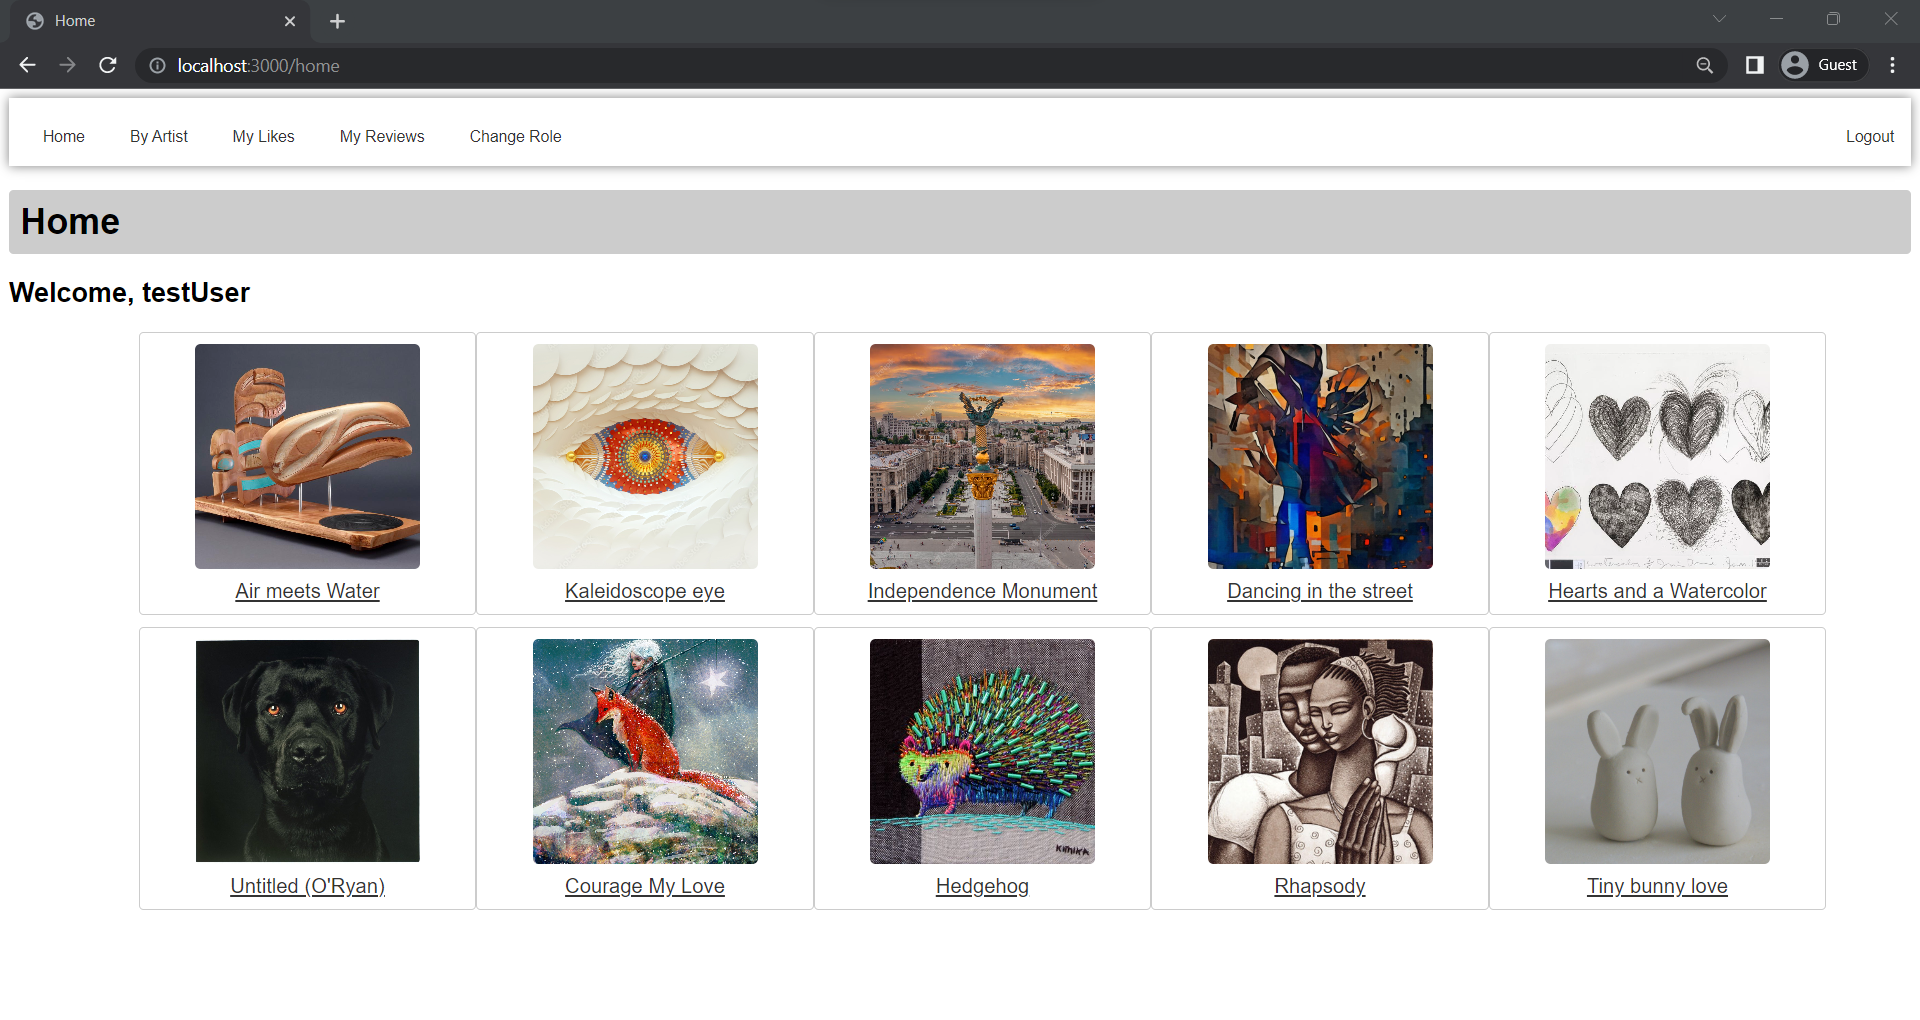 Home
localhost:3000/home
Guest
Home By Artist My Likes My Reviews Change Role Logout
Home
Welcome, testUser
Air meets Water Kaleidoscope eye Independence Monument Dancing in the street Hearts and a Watercolor
KIMIKA
Untitled (O'Ryan) Courage My Love Hedgehog Rhapsody Tiny bunny love